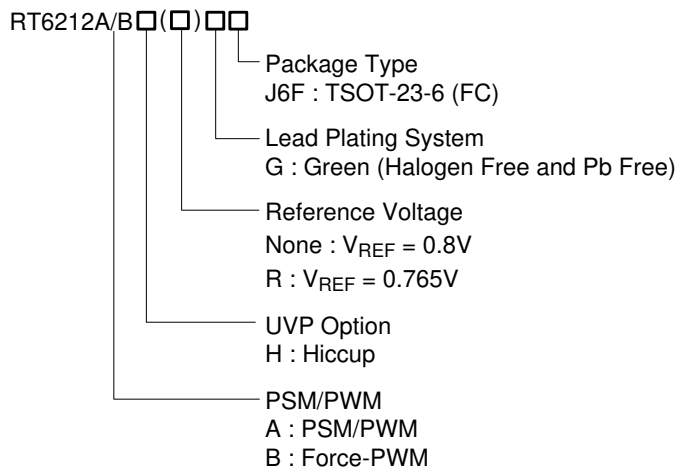 RT6212A/B□(□)□□
Package Type
J6F : TSOT-23-6 (FC)
Lead Plating System
G : Green (Halogen Free and Pb Free)
Reference Voltage
None : VREF = 0.8V
R : VREF = 0.765V
UVP Option
H : Hiccup
PSM/PWM
A : PSM/PWM
B : Force-PWM